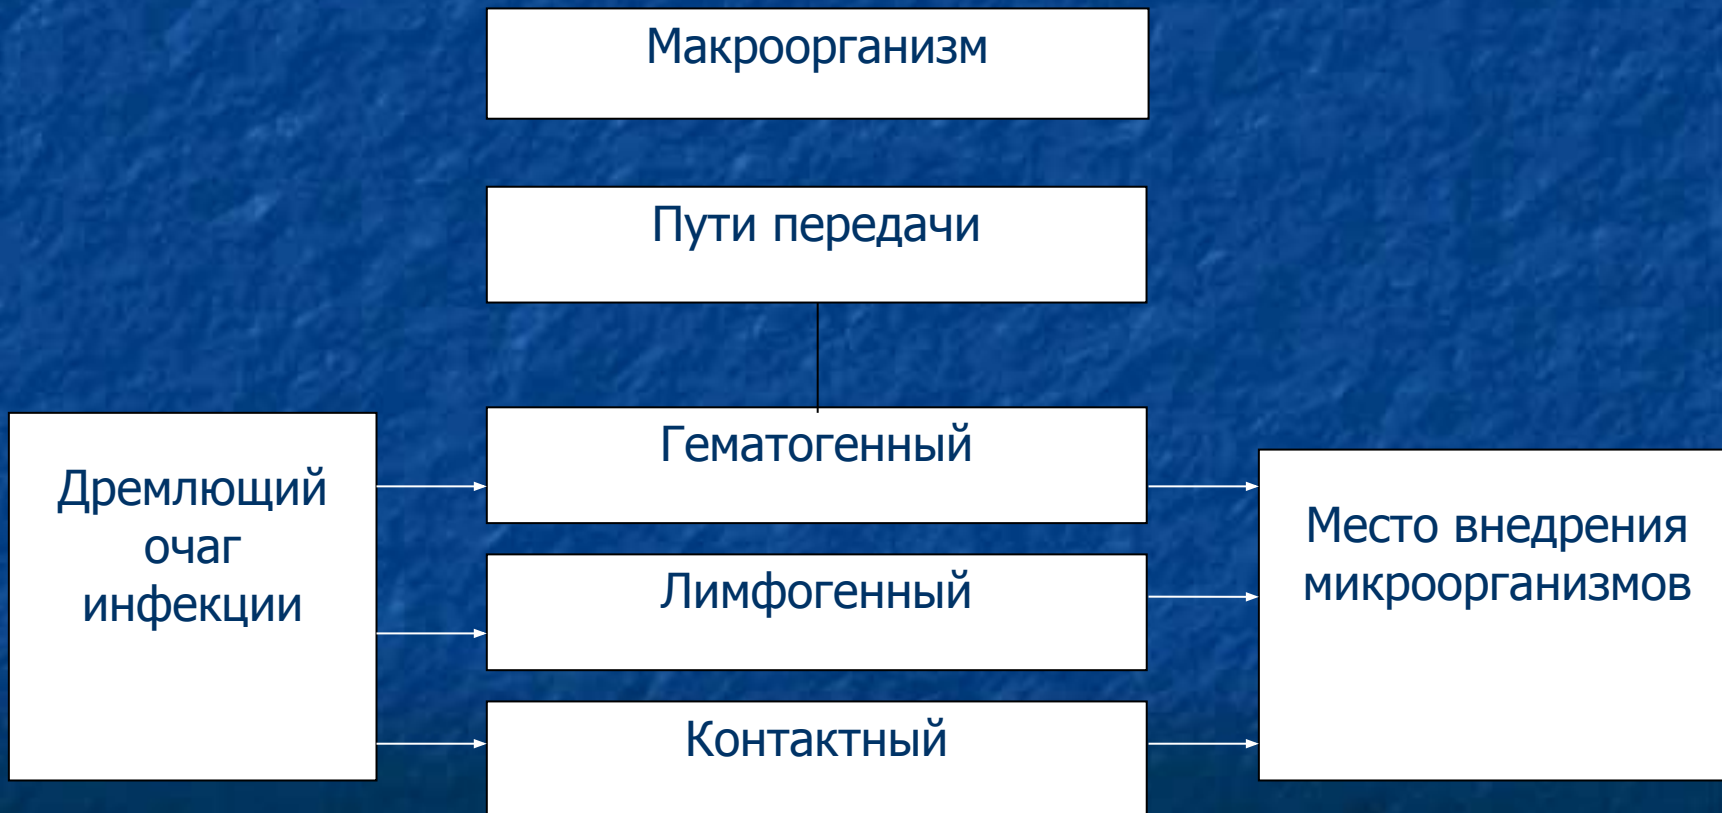 Макроорганизм
Пути передачи
Дремлющий
очаг
инфекции
Гематогенный
Лимфогенный
Контактный
Место внедрения
микроорганизмов